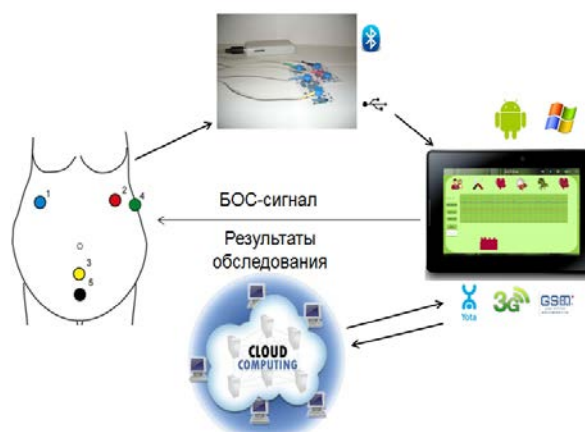 1
2
4
3
5
БОС-сигнал
Результаты
обследования
CLOUD
COMPUTING
Yota
3G
GSM